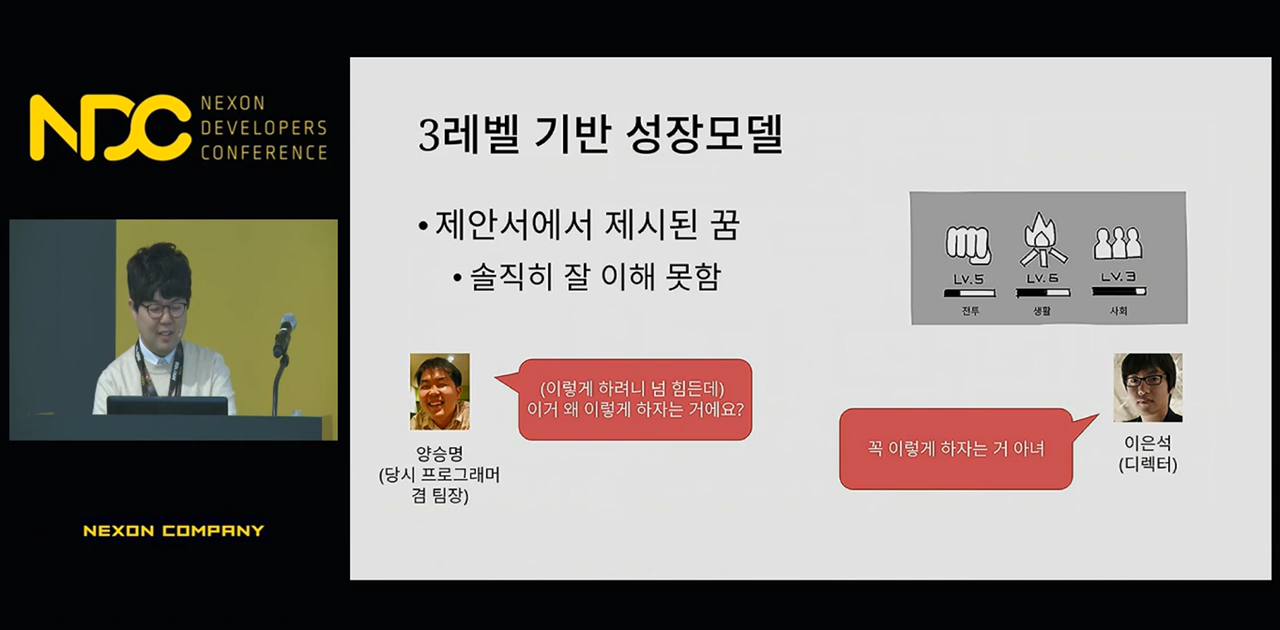 NDC
NEXON
DEVELOPERS
CONFERENCE
3레벨 기반 성장모델
• 제안서에서 제시된 꿈
• 솔직히 잘 이해 못함
LV.5
LV.6
LV.3
전투
생활
사회
(이렇게 하려니 넘 힘든데)
이거 왜 이렇게 하자는 거에요?
양승명
(당시 프로그래머
겸 팀장)
꼭 이렇게 하자는 거 아녀
이은석
(디렉터)
NEXON COMPANY